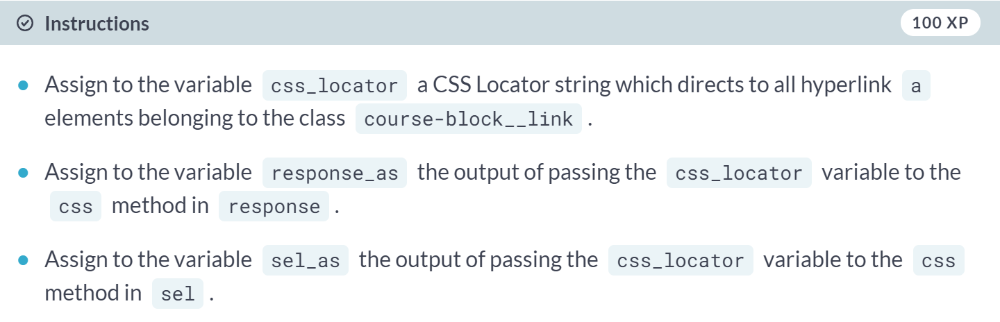 Instructions
100 XP
Assign to the variable css_locator a CSS Locator string which directs to all hyperlink a
elements belonging to the class course-block__link .
Assign to the variable response_as the output of passing the css_locator variable to the
css method in response .
Assign to the variable sel_as the output of passing the css_locator variable to the css
method in sel .